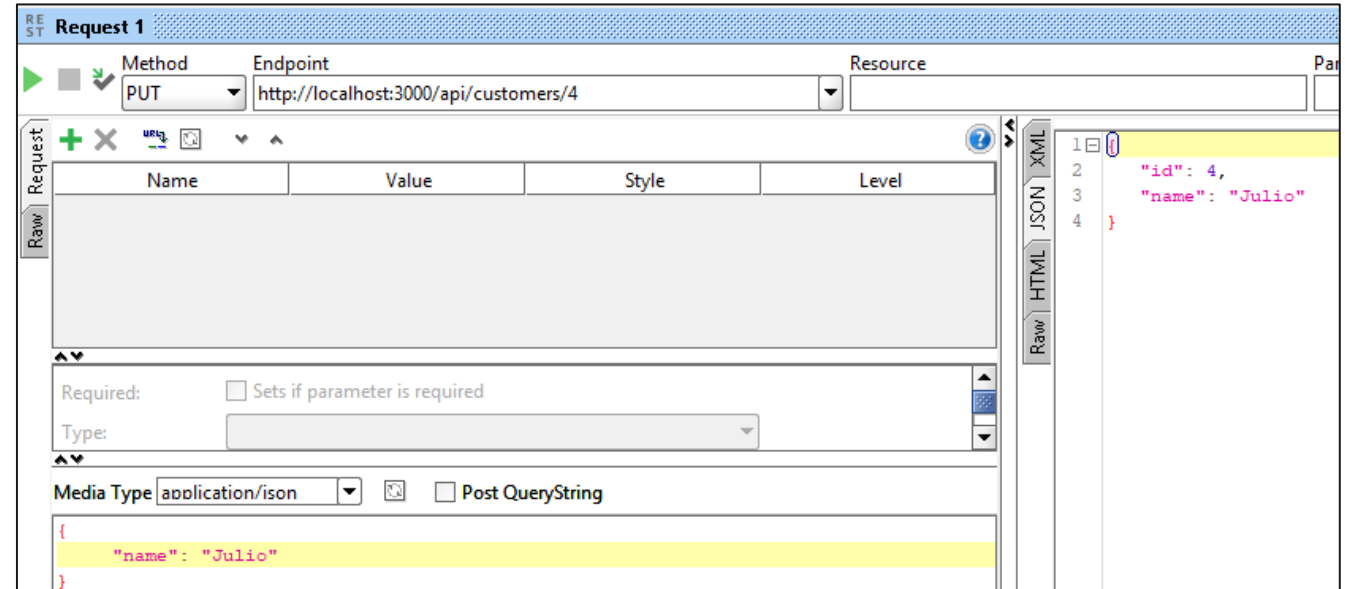 RE
ST Request 1
Method Endpoint Resource Par
PUT http://localhost:3000/api/customers/4
Request
Raw
Name Value Style Level
Required: Sets if parameter is required
Type:
Media Type application/json Post QueryString
{
"name": "Julio"
}
XML
JSON
HTML
Raw
1 {
2 "id": 4,
3 "name": "Julio"
4 }